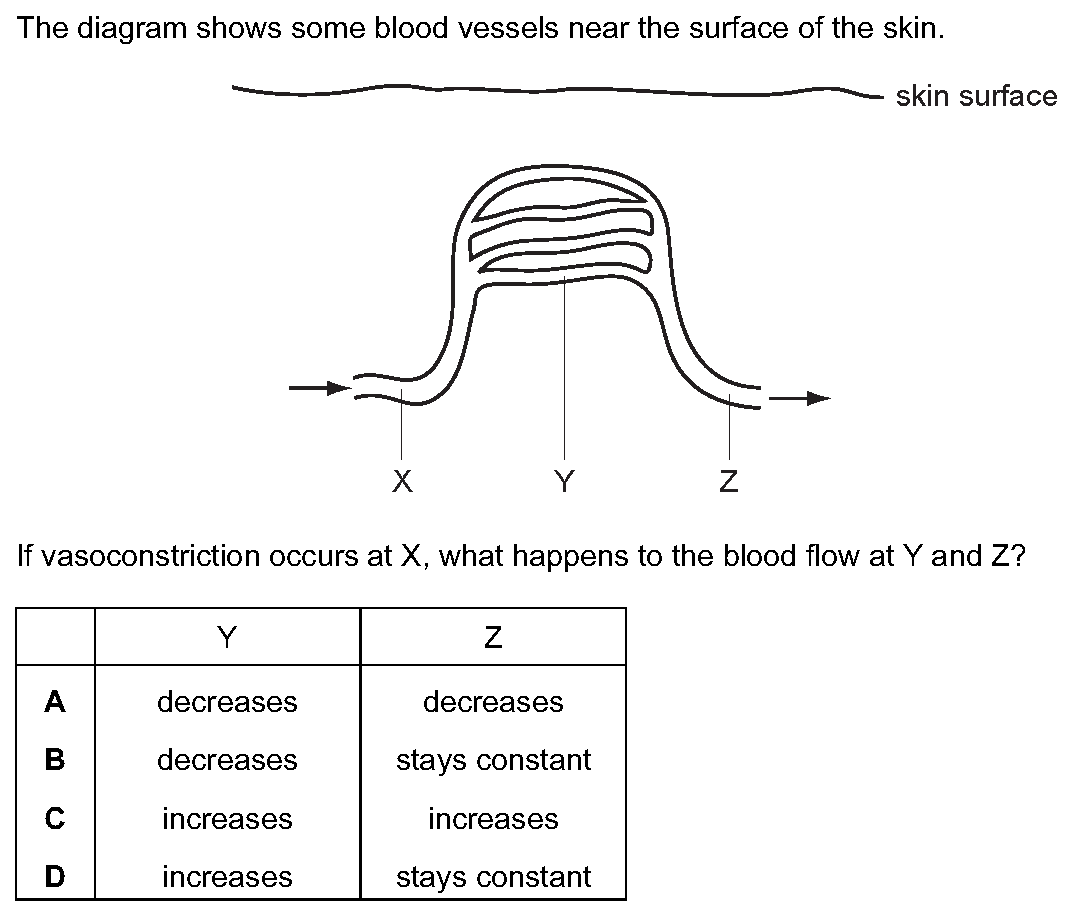 The diagram shows some blood vessels near the surface of the skin.
skin surface
X Y Z
If vasoconstriction occurs at X, what happens to the blood flow at Y and Z?
Y Z
A decreases decreases
B decreases stays constant
C increases increases
D increases stays constant